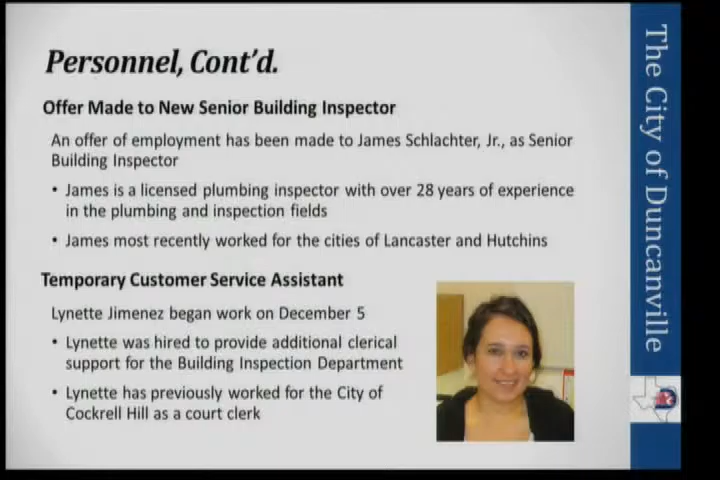 Personnel, Cont'd.
Offer Made to New Senior Building Inspector
An offer of employment has been made to James Schlachter, Jr., as Senior
Building Inspector
• James is a licensed plumbing inspector with over 28 years of experience
in the plumbing and inspection fields
• James most recently worked for the cities of Lancaster and Hutchins
Temporary Customer Service Assistant
Lynette Jimenez began work on December 5
• Lynette was hired to provide additional clerical
support for the Building Inspection Department
• Lynette has previously worked for the City of
Cockrell Hill as a court clerk
The City of Duncanville